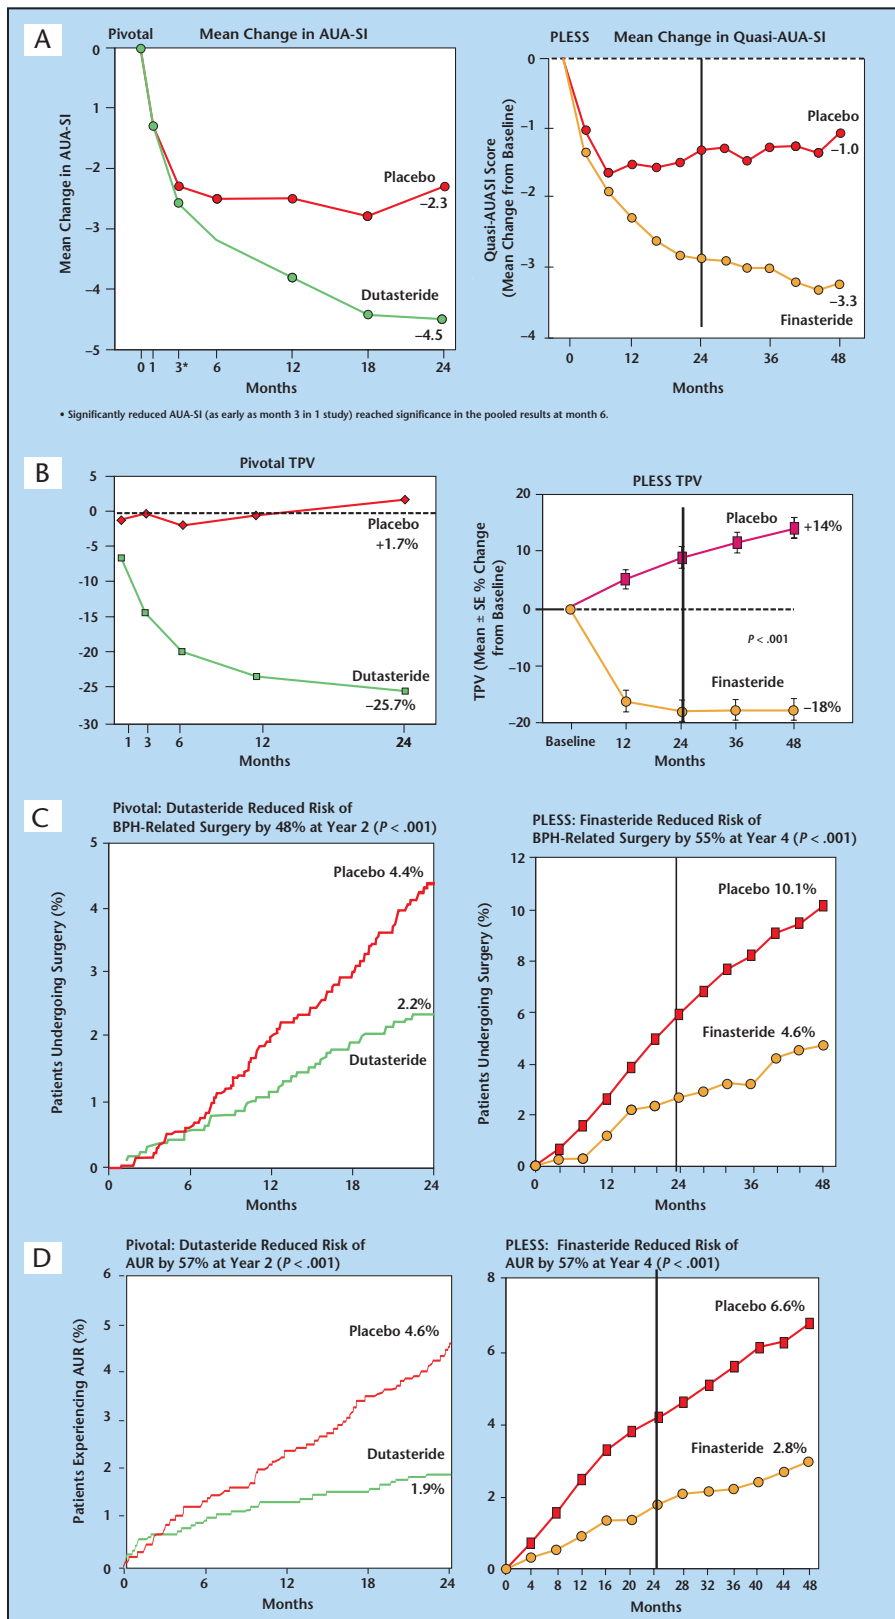 A
Pivotal Mean Change in AUA-SI
Mean Change in AUA-SI
0
1
–2
–3
–4
–5
Placebo
–2.3
Dutasteride
–4.5
0 1 3* 6 12 18 24
Months
PLESS Mean Change in Quasi-AUA-SI
Quasi-AUASI Score
(Mean Change from Baseline)
0
–1
–2
–3
–4
Placebo
–1.0
–3.3
Finasteride
0 12 24 36 48
Months
• Significantly reduced AUA-SI (as early as month 3 in 1 study) reached significance in the pooled results at month 6.
B
Pivotal TPV
5
0
-5
-10
-15
-20
-25
-30
Placebo
+1.7%
Dutasteride
–25.7%
1 3 6 12 24
Months
PLESS TPV
TPV (Mean ± SE % Change
from Baseline)
20
10
0
–10
–20
Placebo
+14%
P < .001
Finasteride
–18%
Baseline 12 24 36 48
Months
C
Pivotal: Dutasteride Reduced Risk of
BPH-Related Surgery by 48% at Year 2 (P < .001)
Patients Undergoing Surgery (%)
5
4
3
2
1
0
Placebo 4.4%
2.2%
Dutasteride
0 6 12 18 24
Months
PLESS: Finasteride Reduced Risk of
BPH-Related Surgery by 55% at Year 4 (P < .001)
Patients Undergoing Surgery (%)
12
10
8
6
4
2
0
Placebo 10.1%
Finasteride 4.6%
0 12 24 36 48
Months
D
Pivotal: Dutasteride Reduced Risk of
AUR by 57% at Year 2 (P < .001)
Patients Experiencing AUR (%)
6
5
4
3
2
1
0
Placebo 4.6%
Dutasteride
1.9%
0 6 12 18 24
Months
PLESS: Finasteride Reduced Risk of
AUR by 57% at Year 4 (P < .001)
8
6
4
2
0
Placebo 6.6%
Finasteride 2.8%
0 4 8 12 16 20 24 28 32 36 40 44 48
Months